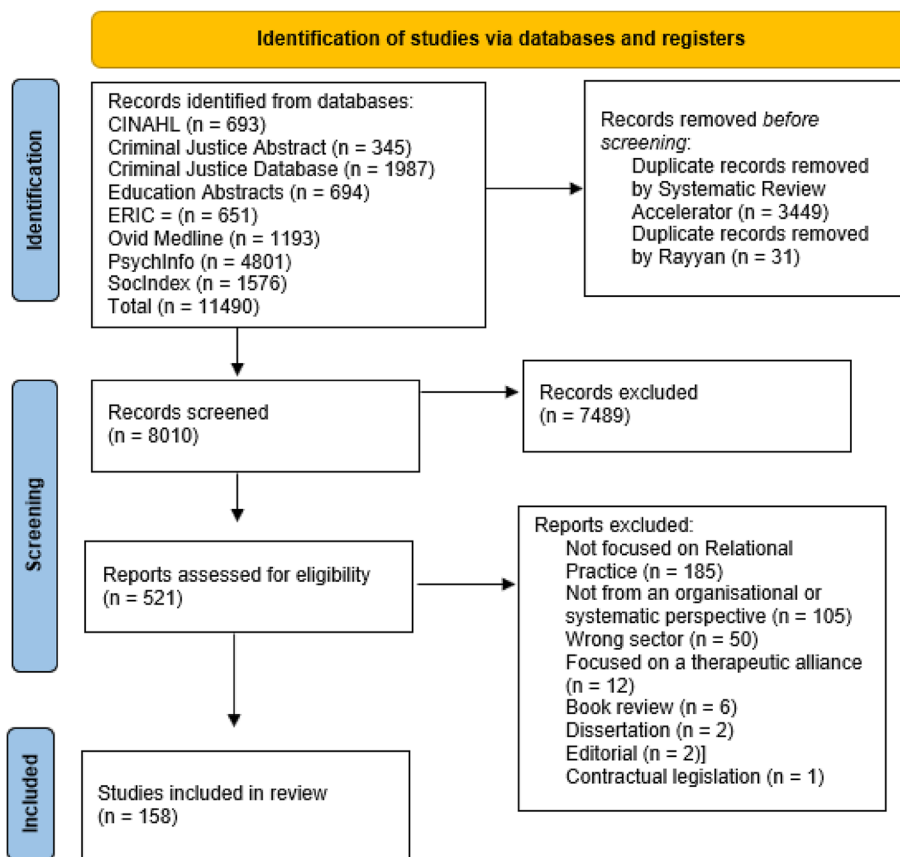 Identification of studies via databases and registers
Identification
Records identified from databases:
CINAHL (n = 693)
Criminal Justice Abstract (n = 345)
Criminal Justice Database (n = 1987)
Education Abstracts (n = 694)
ERIC = (n = 651)
Ovid Medline (n = 1193)
PsychInfo (n = 4801)
SocIndex (n = 1576)
Total (n = 11490)
Records removed before
screening:
Duplicate records removed
by Systematic Review
Accelerator (n = 3449)
Duplicate records removed
by Rayyan (n = 31)
Screening
Records screened
(n = 8010)
Records excluded
(n = 7489)
Reports assessed for eligibility
(n = 521)
Reports excluded:
Not focused on Relational
Practice (n = 185)
Not from an organisational or
systematic perspective (n = 105)
Wrong sector (n = 50)
Focused on a therapeutic alliance
(n = 12)
Book review (n = 6)
Dissertation (n = 2)
Editorial (n = 2)]
Contractual legislation (n = 1)
Included
Studies included in review
(n = 158)